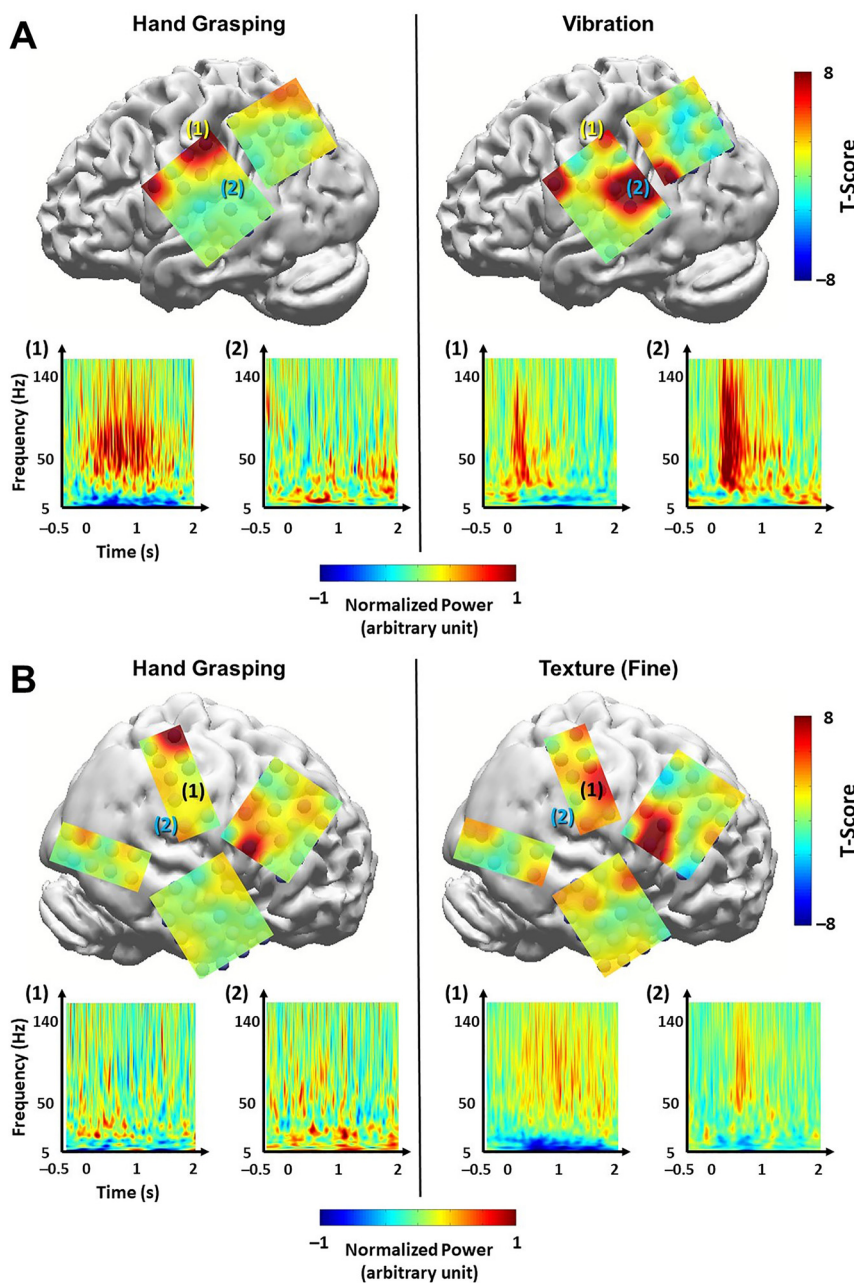 A
Hand Grasping
Vibration
(1)
(2)
(1)
(2)
8
T-Score
–8
(1)
(2)
(1)
(2)
Frequency (Hz)
140
50
5
140
50
5
140
50
5
140
50
5
–0.5 0 1 2
–0.5 0 1 2
–0.5 0 1 2
–0.5 0 1 2
Time (s)
–1
1
Normalized Power
(arbitrary unit)
B
Hand Grasping
Texture (Fine)
(1)
(2)
(1)
(2)
8
T-Score
–8
(1)
(2)
(1)
(2)
Frequency (Hz)
140
50
5
140
50
5
140
50
5
140
50
5
–0.5 0 1 2
–0.5 0 1 2
–0.5 0 1 2
–0.5 0 1 2
Time (s)
–1
1
Normalized Power
(arbitrary unit)